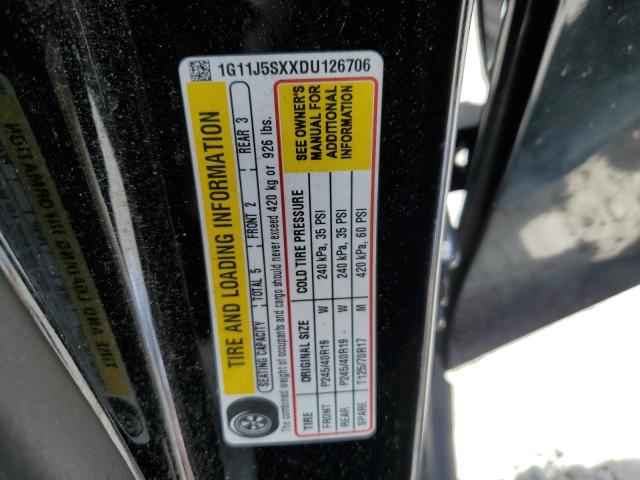 1G11J5SXXDU126706
TIRE AND LOADING INFORMATION
SEATING CAPACITY TOTAL 5 FRONT 2 REAR 3
The combined weight of occupants and cargo should never exceed 420 kg or 926 lbs.
TIRE ORIGINAL SIZE COLD TIRE PRESSURE
FRONT P245/40R19 W 240 kPa, 35 PSI
REAR P245/40R19 W 240 kPa, 35 PSI
SPARE T125/70R17 M 420 kPa, 60 PSI
SEE OWNER'S
MANUAL FOR
ADDITIONAL
INFORMATION